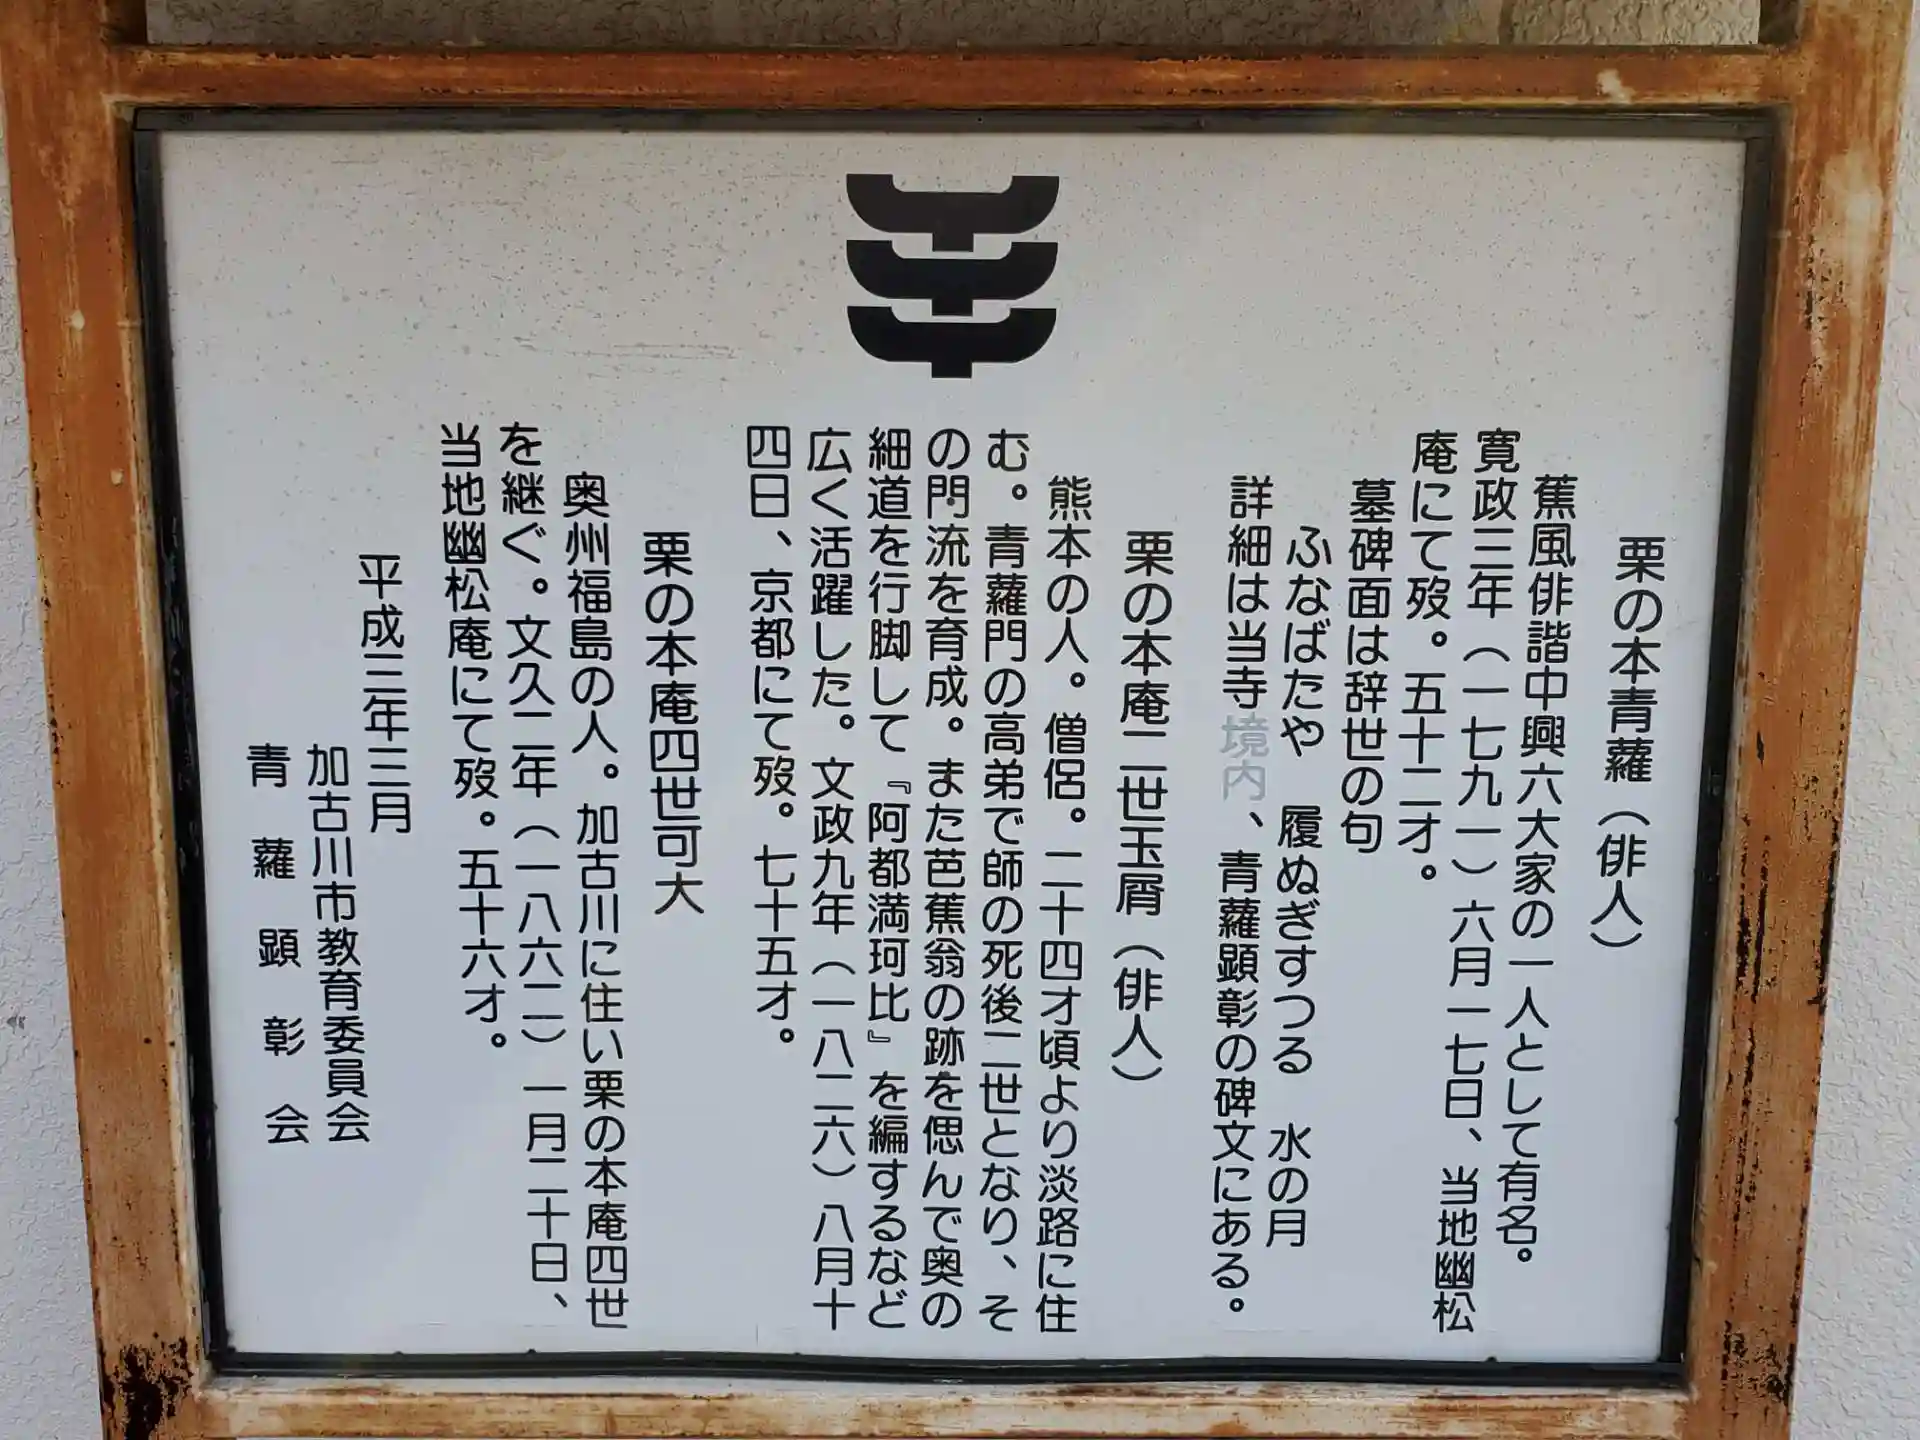 栗の本青蘿（俳人）
蕉風俳諧中興六大家の一人として有名。
寛政三年（一七九一）六月一七日、当地幽松
庵にて歿。五十二才。
墓碑面は辞世の句
ふなばたや　履ぬぎすつる　水の月
詳細は当寺境内、青蘿顕彰の碑文にある。
栗の本庵二世玉屑（俳人）
熊本の人。僧侶。二十四才頃より淡路に住
む。青蘿門の高弟で師の死後二世となり、そ
の門流を育成。また芭蕉翁の跡を偲んで奥の
細道を行脚して『阿都満珂比』を編するなど
広く活躍した。文政九年（一八二六）八月十
四日、京都にて歿。七十五才。
栗の本庵四世可大
奥州福島の人。加古川に住い栗の本庵四世
を継ぐ。文久二年（一八六二）一月二十日、
当地幽松庵にて歿。五十六才。
平成三年三月
加古川市教育委員会
青蘿顕彰会